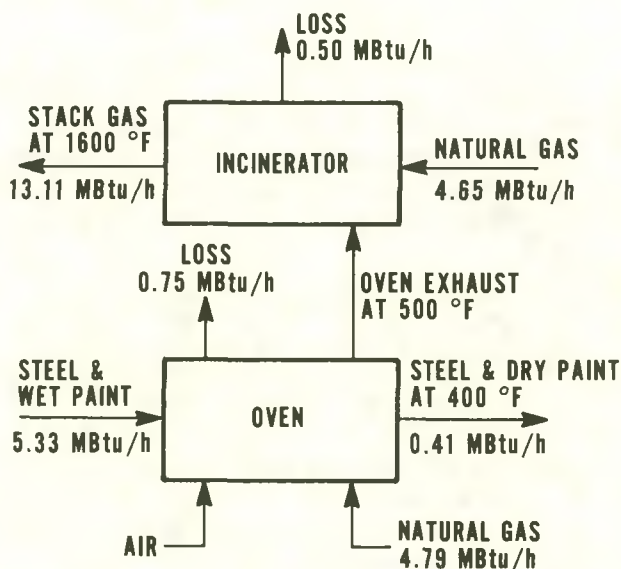 LOSS
0.50 MBtu/h
STACK GAS
AT 1600 °F
13.11 MBtu/h
INCINERATOR
NATURAL GAS
4.65 MBtu/h
LOSS
0.75 MBtu/h
OVEN EXHAUST
AT 500 °F
STEEL &
WET PAINT
5.33 MBtu/h
OVEN
STEEL & DRY PAINT
AT 400 °F
0.41 MBtu/h
AIR
NATURAL GAS
4.79 MBtu/h